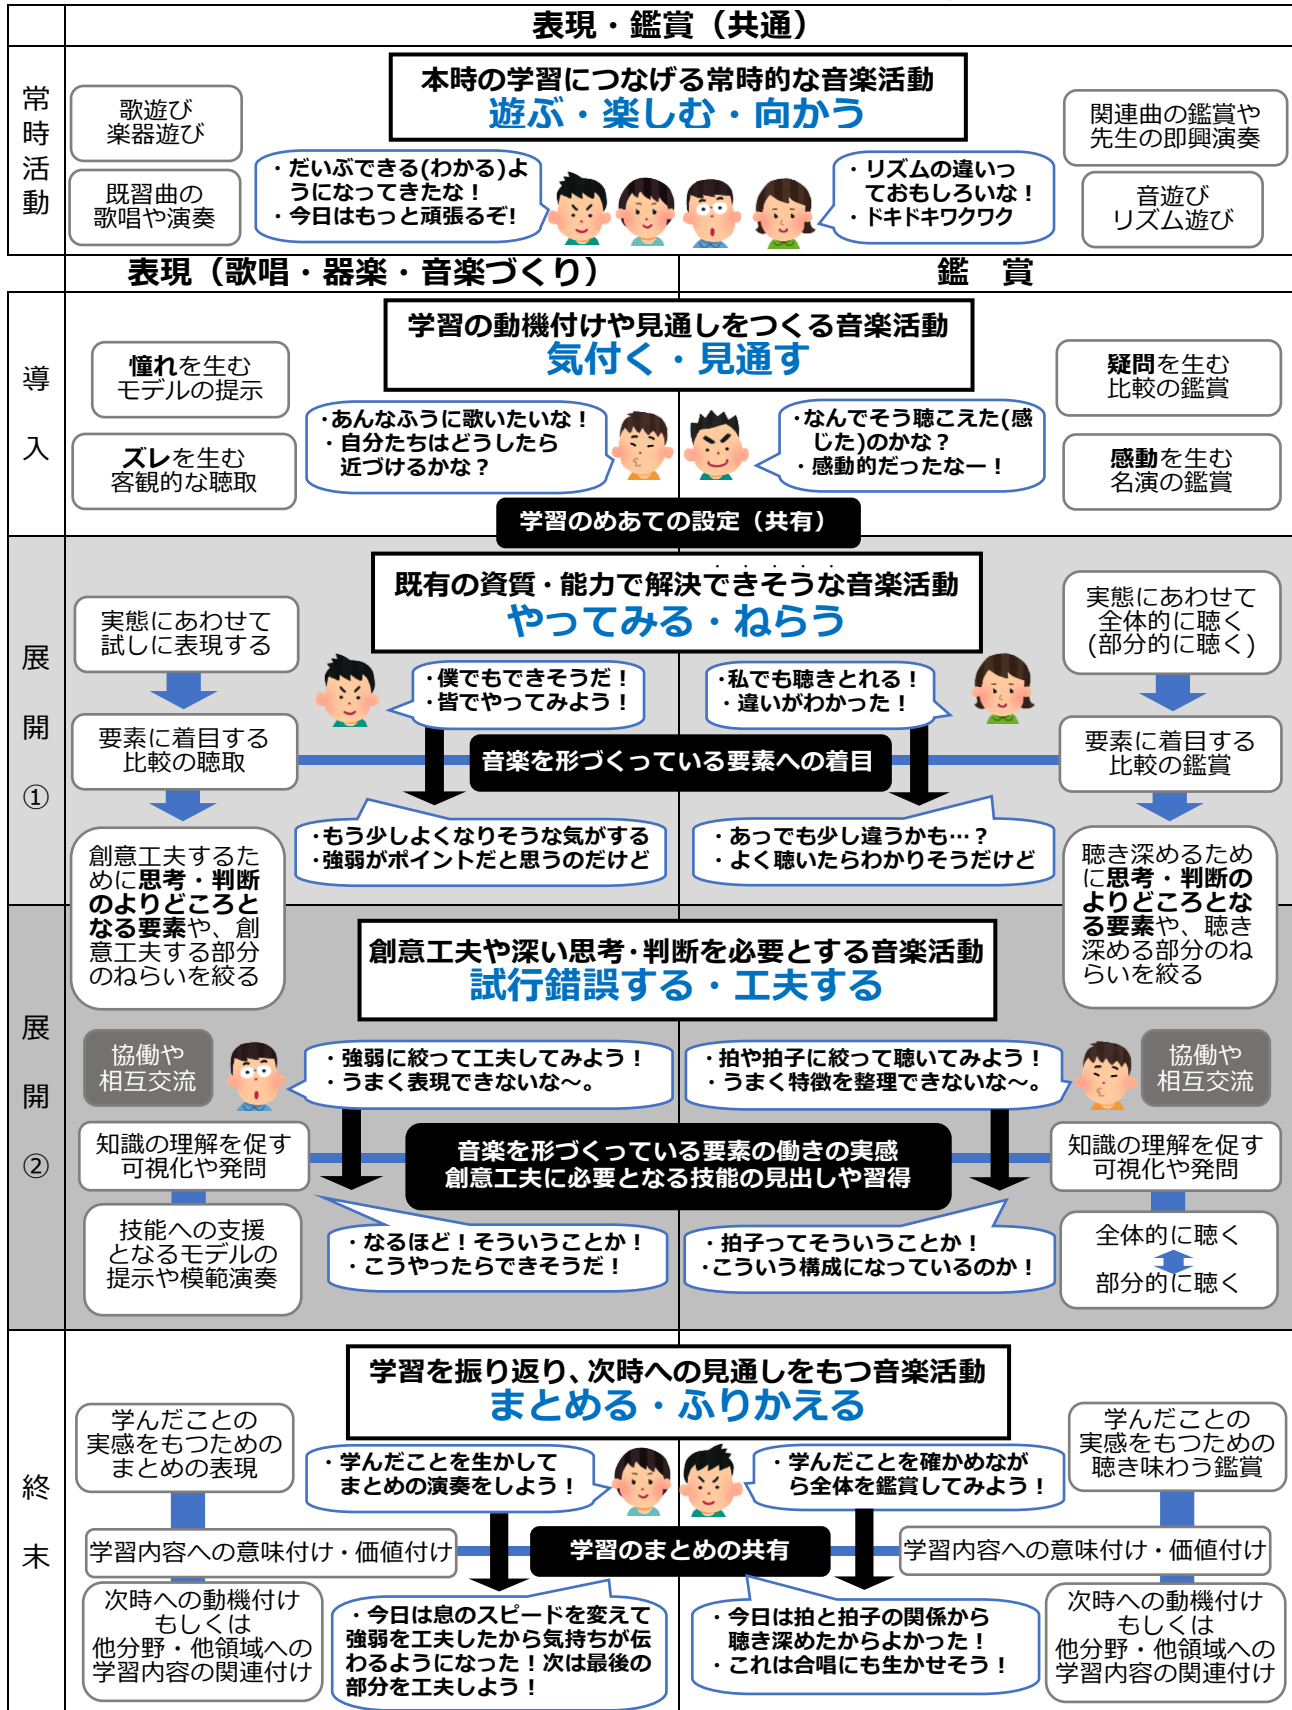 表現・鑑賞（共通）
常時活動
本時の学習につなげる常時的な音楽活動
遊ぶ・楽しむ・向かう
歌遊び
楽器遊び
既習曲の
歌唱や演奏
・だいぶできる(わかる)よ
うになってきたな！
・今日はもっと頑張るぞ!
・リズムの違いっ
ておもしろいな！
・ドキドキワクワク
関連曲の鑑賞や
先生の即興演奏
音遊び
リズム遊び
表現（歌唱・器楽・音楽づくり）
鑑　賞
導入
学習の動機付けや見通しをつくる音楽活動
気付く・見通す
憧れを生む
モデルの提示
ズレを生む
客観的な聴取
・あんなふうに歌いたいな！
・自分たちはどうしたら
近づけるかな？
・なんでそう聴こえた(感
じた)のかな？
・感動的だったなー！
疑問を生む
比較の鑑賞
感動を生む
名演の鑑賞
学習のめあての設定（共有）
展開①
既有の資質・能力で解決できそうな音楽活動
やってみる・ねらう
実態にあわせて
試しに表現する
・僕でもできそうだ！
・皆でやってみよう！
・私でも聴きとれる！
・違いがわかった！
実態にあわせて
全体的に聴く
(部分的に聴く)
要素に着目する
比較の聴取
音楽を形づくっている要素への着目
要素に着目する
比較の鑑賞
・もう少しよくなりそうな気がする
・強弱がポイントだと思うのだけど
・あっでも少し違うかも…？
・よく聴いたらわかりそうだけど
創意工夫するた
めに思考・判断
のよりどころと
なる要素や、創
意工夫する部分
のねらいを絞る
聴き深めるため
に思考・判断の
よりどころとな
る要素や、聴き
深める部分のね
らいを絞る
展開②
創意工夫や深い思考・判断を必要とする音楽活動
試行錯誤する・工夫する
協働や
相互交流
・強弱に絞って工夫してみよう！
・うまく表現できないな～。
・拍や拍子に絞って聴いてみよう！
・うまく特徴を整理できないな～。
協働や
相互交流
知識の理解を促す
可視化や発問
音楽を形づくっている要素の働きの実感
創意工夫に必要となる技能の見出しや習得
知識の理解を促す
可視化や発問
技能への支援
となるモデルの
提示や模範演奏
・なるほど！そういうことか！
・こうやったらできそうだ！
・拍子ってそういうことか！
・こういう構成になっているのか！
全体的に聴く
部分的に聴く
終末
学習を振り返り、次時への見通しをもつ音楽活動
まとめる・ふりかえる
学んだことの
実感をもつための
まとめの表現
・学んだことを生かして
まとめの演奏をしよう！
・学んだことを確かめなが
ら全体を鑑賞してみよう！
学んだことの
実感をもつための
聴き味わう鑑賞
学習内容への意味付け・価値付け
学習のまとめの共有
学習内容への意味付け・価値付け
次時への動機付け
もしくは
他分野・他領域への
学習内容の関連付け
・今日は息のスピードを変えて
強弱を工夫したから気持ちが伝
わるようになった！次は最後の
部分を工夫しよう！
・今日は拍と拍子の関係から
聴き深めたからよかった！
・これは合唱にも生かせそう！
次時への動機付け
もしくは
他分野・他領域への
学習内容の関連付け